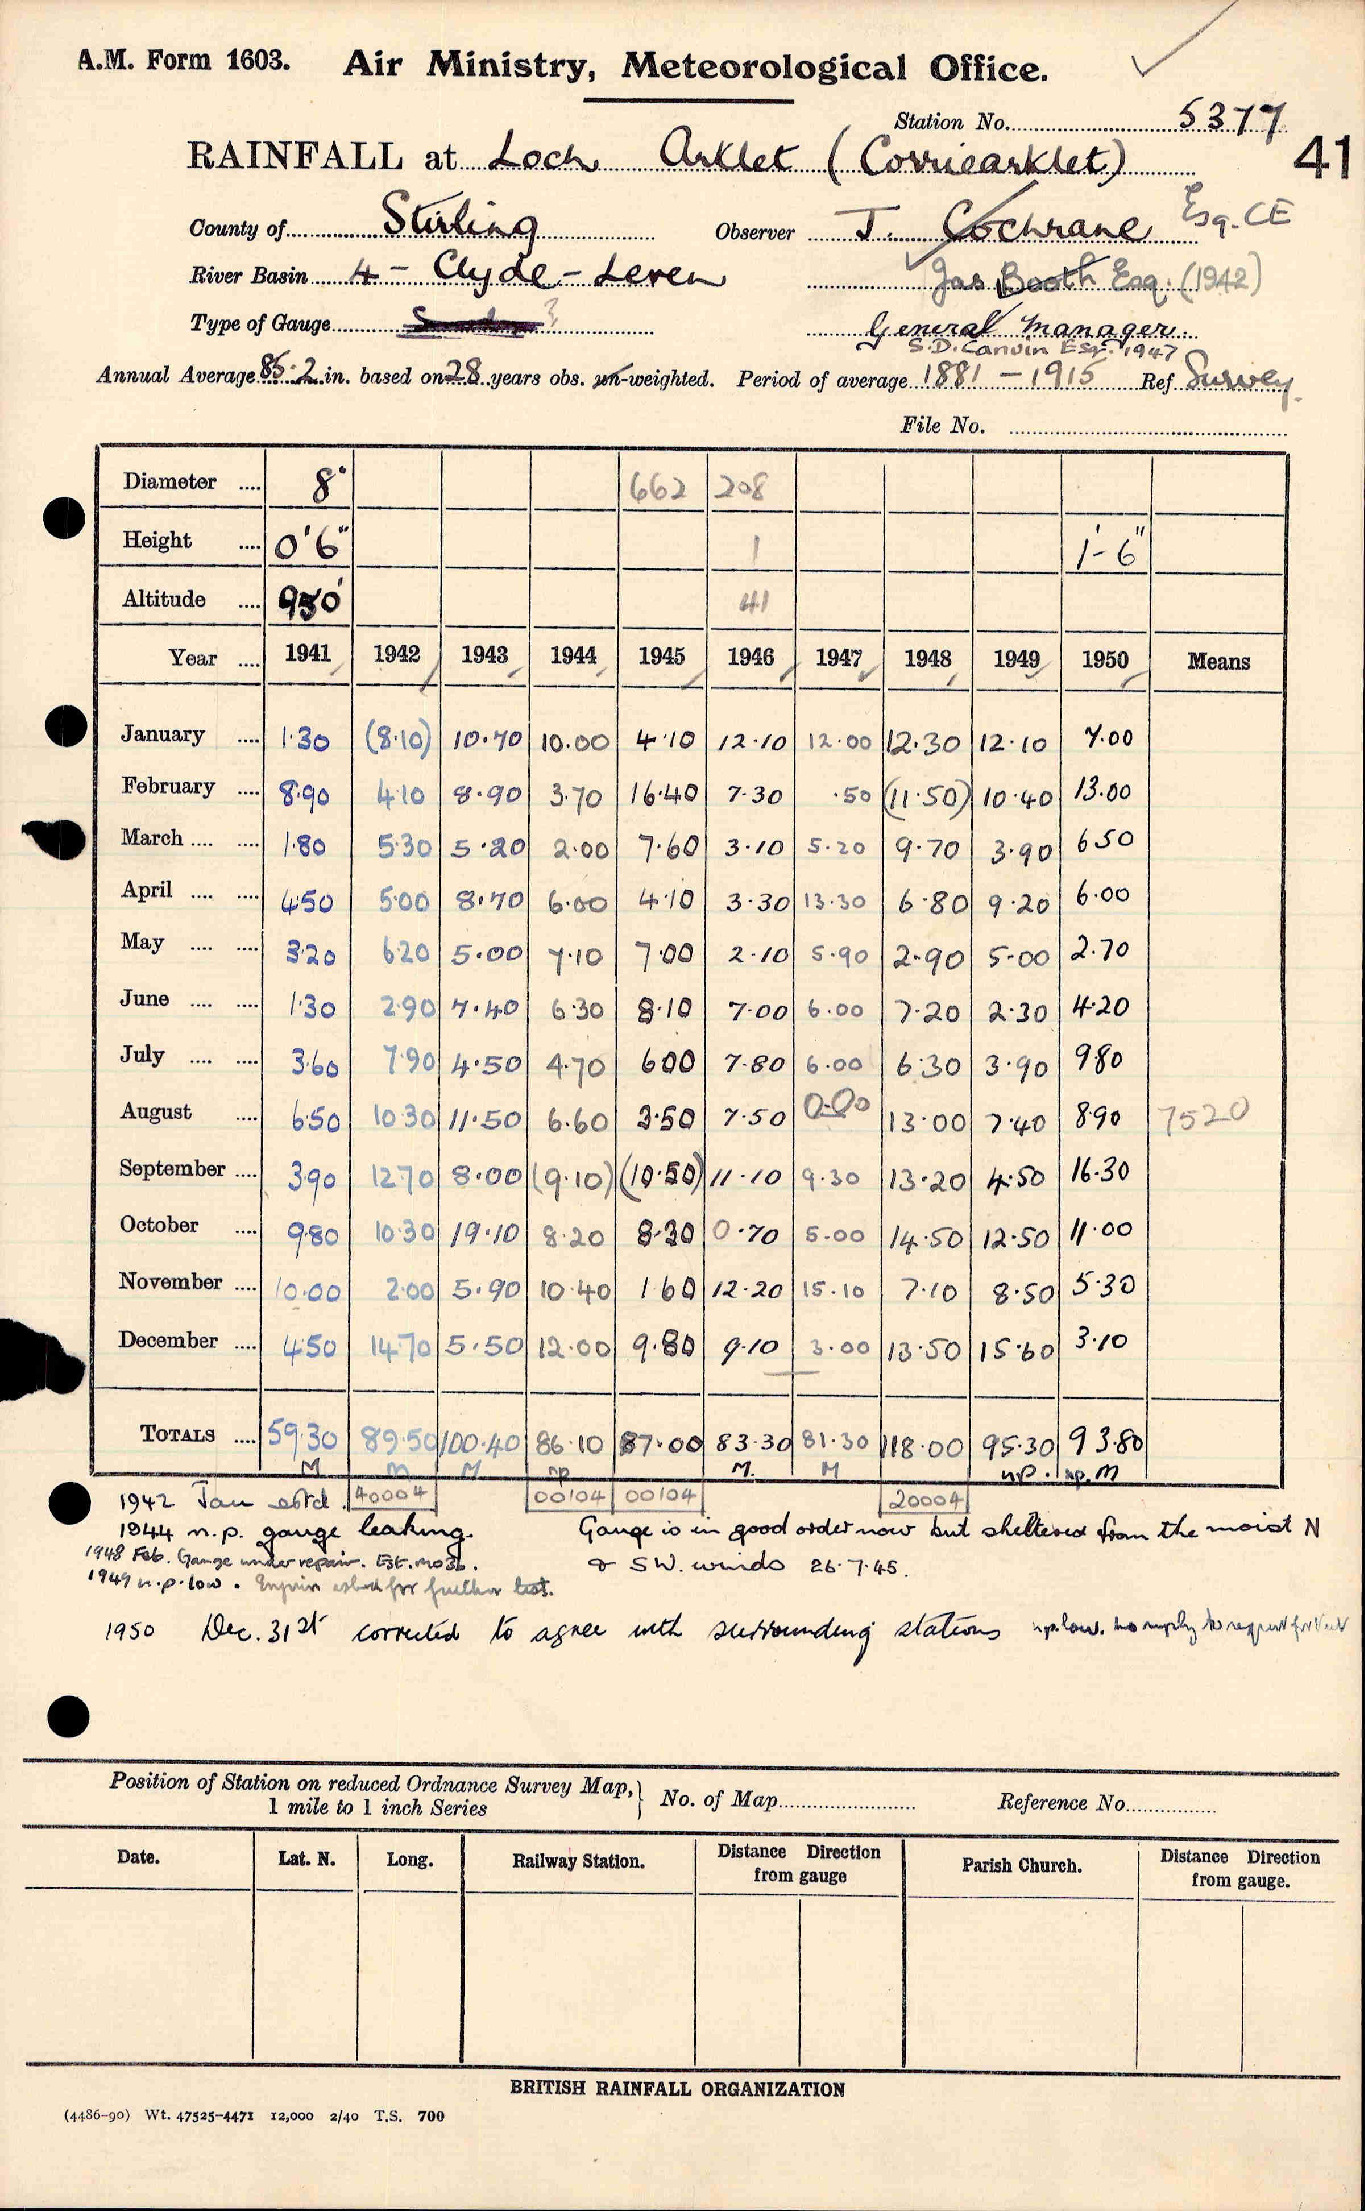 A.M. Form 1603. Air Ministry, Meteorological Office.
Station No. 5377
41
RAINFALL at Loch Arklet (Corriearklet)
County of Stirling Observer J. Cochrane Esq. CE
River Basin 4 - Clyde - Leven Jas Booth Esq. (1942)
Type of Gauge ? General Manager.
S.D. Canvin Esq. 1947
Annual Average 85.2 in. based on 28 years obs. un-weighted. Period of average 1881 - 1915 Ref Survey.
File No.
Diameter .... 8" 662 208
Height .... 0'6" 1 1'-6"
Altitude .... 950' 41
Year .... 1941 1942 1943 1944 1945 1946 1947 1948 1949 1950 Means
January .... 1.30 (8.10) 10.70 10.00 4.10 12.10 12.00 12.30 12.10 7.00
February .... 8.90 4.10 8.90 3.70 16.40 7.30 .50 (11.50) 10.40 13.00
March .... .... 1.80 5.30 5.20 2.00 7.60 3.10 5.20 9.70 3.90 6.50
April .... .... 4.50 5.00 8.70 6.00 4.10 3.30 13.30 6.80 9.20 6.00
May .... .... 3.20 6.20 5.00 7.10 7.00 2.10 5.90 2.90 5.00 2.70
June .... .... 1.30 2.90 7.40 6.30 8.10 7.00 6.00 7.20 2.30 4.20
July .... .... 3.60 7.90 4.50 4.70 6.00 7.80 6.00 6.30 3.90 9.80
August .... 6.50 10.30 11.50 6.60 3.50 7.50 0.00 13.00 7.40 8.90 7520
September .... 3.90 12.70 8.00 (9.10) (10.50) 11.10 9.30 13.20 4.50 16.30
October .... 9.80 10.30 19.10 8.20 8.30 0.70 5.00 14.50 12.50 11.00
November .... 10.00 2.00 5.90 10.40 1.60 12.20 15.10 7.10 8.50 5.30
December .... 4.50 14.70 5.50 12.00 9.80 9.10 3.00 13.50 15.60 3.10
TOTALS .... 59.30 89.50 100.40 86.10 87.00 83.30 81.30 118.00 95.30 93.80
M M M np M. M n.p. np. M
1942 Jan estd. 40004 00104 00104 20004
1944 n.p. gauge leaking. Gauge is in good order now but sheltered from the moist N
& S.W. winds 26.7.45.
1948 Feb. Gauge under repair. Est. mo
1949 n.p. low. Enquiry asked for further test.
1950 Dec. 31st corrected to agree with surrounding stations n.p. low. no reply to request for test
Position of Station on reduced Ordnance Survey Map, } No. of Map Reference No.
1 mile to 1 inch Series
Date. Lat. N. Long. Railway Station. Distance Direction from gauge Parish Church. Distance Direction from gauge.
BRITISH RAINFALL ORGANIZATION
(4486-90) Wt. 47525-4471 12,000 2/40 T.S. 700